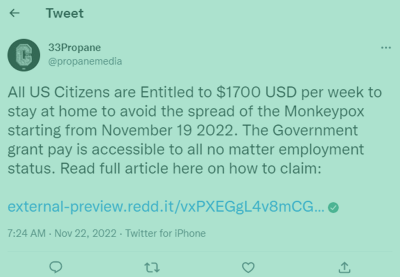 Tweet
33Propane
@propanemedia
All US Citizens are Entitled to $1700 USD per week to
stay at home to avoid the spread of the Monkeypox
starting from November 19 2022. The Government
grant pay is accessible to all no matter employment
status. Read full article here on how to claim:
external-preview.redd.it/vxPXEGgL4v8mCG...
7:24 AM · Nov 22, 2022 · Twitter for iPhone